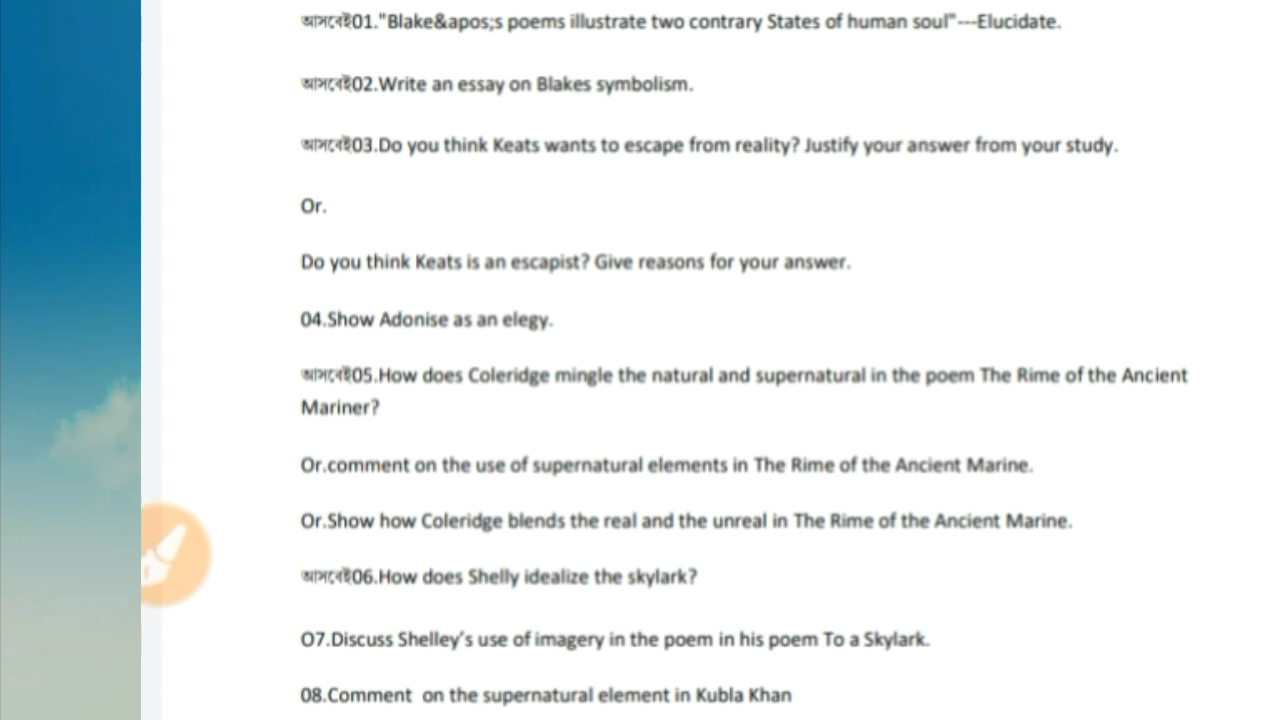 আসবেই01."Blake&apos;s poems illustrate two contrary States of human soul"---Elucidate.
আসবেই02.Write an essay on Blakes symbolism.
আসবেই03.Do you think Keats wants to escape from reality? Justify your answer from your study.
Or.
Do you think Keats is an escapist? Give reasons for your answer.
04.Show Adonise as an elegy.
আসবেই05.How does Coleridge mingle the natural and supernatural in the poem The Rime of the Ancient
Mariner?
Or.comment on the use of supernatural elements in The Rime of the Ancient Marine.
Or.Show how Coleridge blends the real and the unreal in The Rime of the Ancient Marine.
আসবেই06.How does Shelly idealize the skylark?
O7.Discuss Shelley's use of imagery in the poem in his poem To a Skylark.
08.Comment  on the supernatural element in Kubla Khan